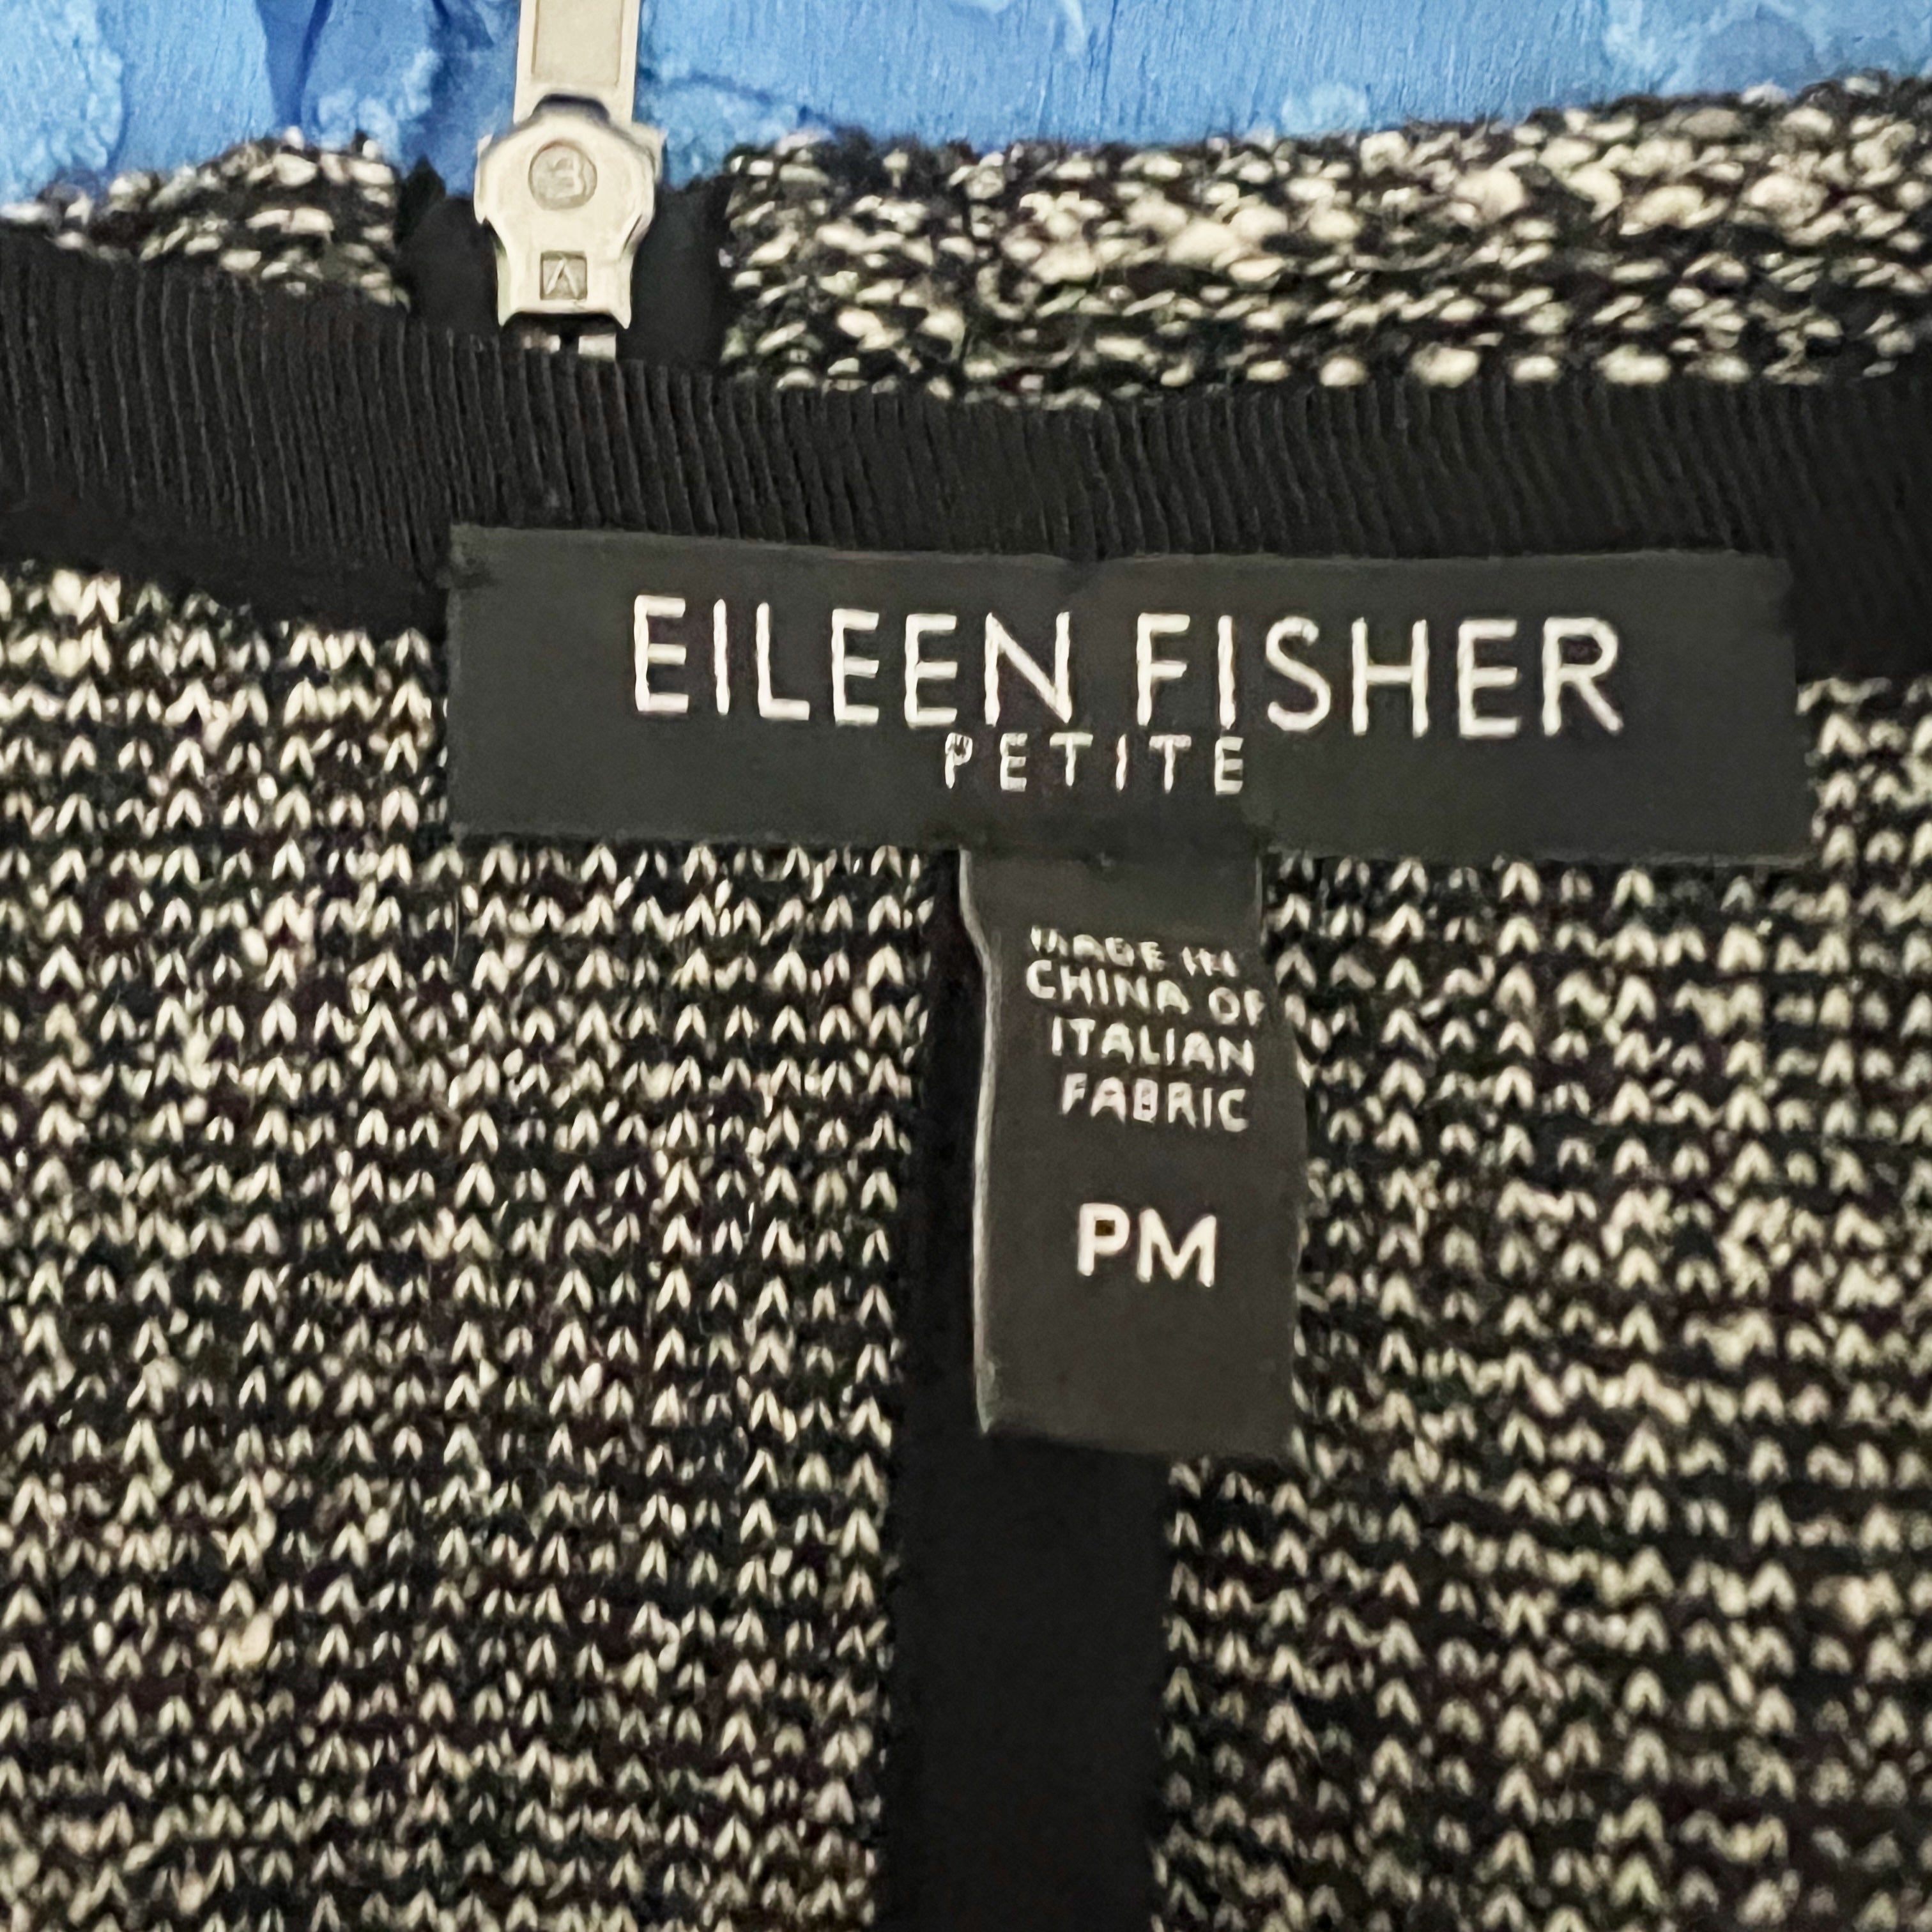 EILEEN FISHER
PETITE
MADE IN
CHINA OF
ITALIAN
FABRIC
PM